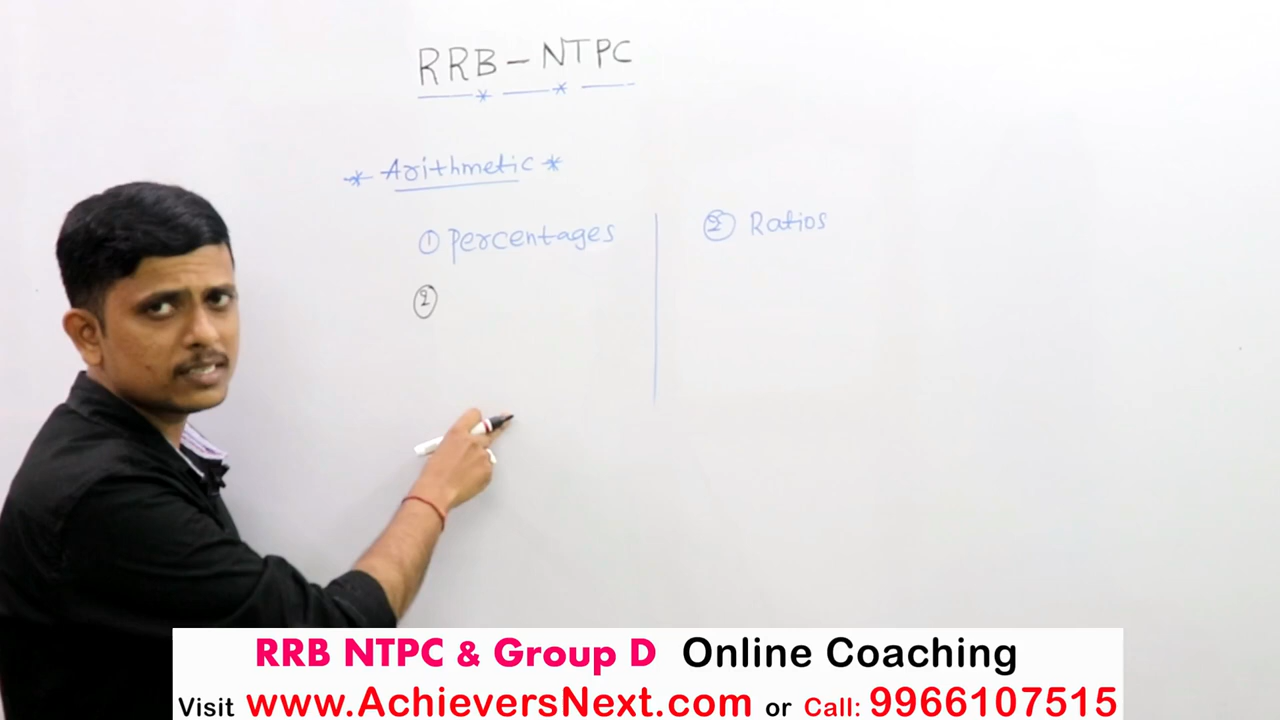 RRB - NTPC
* Arithmetic *
① Percentages
② Ratios
②
RRB NTPC & Group D Online Coaching
Visit www.AchieversNext.com or Call: 9966107515